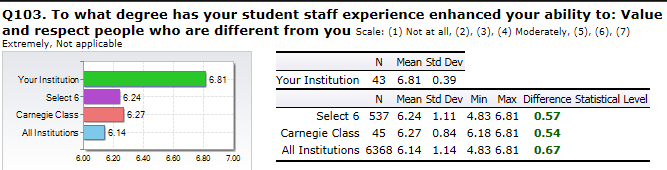 Q103. To what degree has your student staff experience enhanced your ability to: Value
and respect people who are different from you Scale: (1) Not at all, (2), (3), (4) Moderately, (5), (6), (7)
Extremely, Not applicable
Your Institution 6.81
Select 6 6.24
Carnegie Class 6.27
All Institutions 6.14
6.00 6.20 6.40 6.60 6.80 7.00
N Mean Std Dev
Your Institution 43 6.81 0.39
N Mean Std Dev Min Max Difference Statistical Level
Select 6 537 6.24 1.11 4.83 6.81 0.57
Carnegie Class 45 6.27 0.84 6.18 6.81 0.54
All Institutions 6368 6.14 1.14 4.83 6.81 0.67